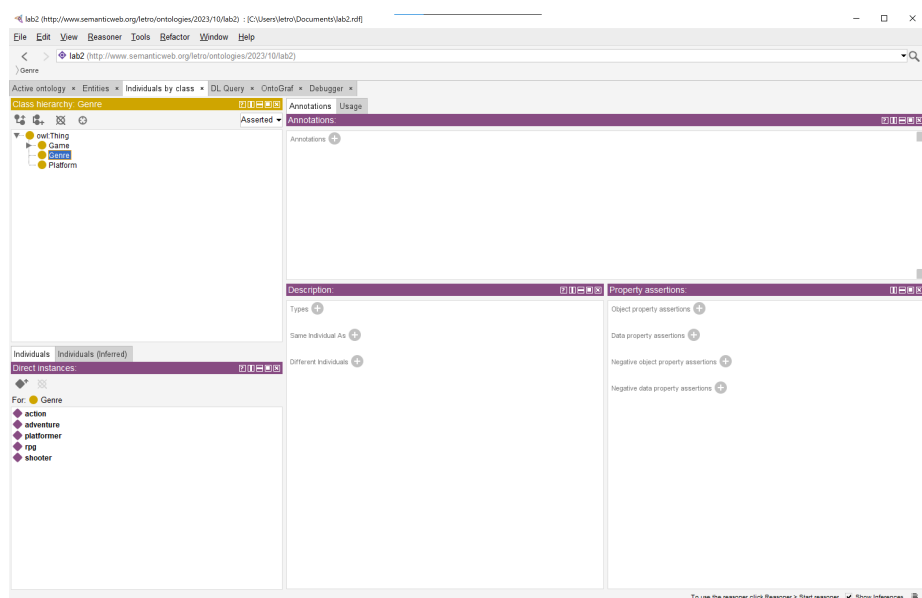 lab2 (http://www.semanticweb.org/letro/ontologies/2023/10/lab2) : [C:\Users\letro\Documents\lab2.rdf]
File Edit View Reasoner Tools Refactor Window Help
lab2 (http://www.semanticweb.org/letro/ontologies/2023/10/lab2)
Genre
Active ontology × Entities × Individuals by class × DL Query × OntoGraf × Debugger ×
Class hierarchy: Genre
Asserted
owl:Thing
Game
Genre
Platform
Annotations Usage
Annotations:
Annotations
Individuals Individuals (Inferred)
Direct instances:
For: Genre
action
adventure
platformer
rpg
shooter
Description:
Types
Same Individual As
Different Individuals
Property assertions:
Object property assertions
Data property assertions
Negative object property assertions
Negative data property assertions
To use the reasoner click Reasoner > Start reasoner Show Inferences